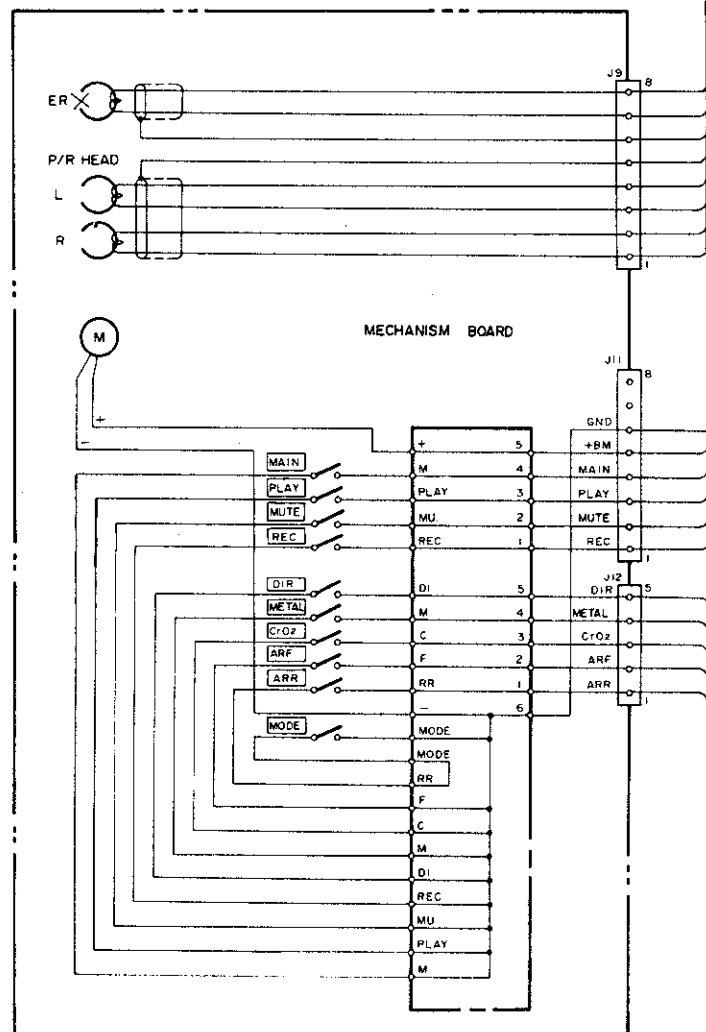 J9
8
ER
P/R HEAD
L
R
1
M
MECHANISM BOARD
J11
8
+
-
GND
+ 5 +BM
MAIN M 4 MAIN
PLAY PLAY 3 PLAY
MUTE MU. 2 MUTE
REC REC 1 REC
1
J12
DIR DI 5 DIR 5
METAL M 4 METAL
CrO2 C 3 CrO2
ARF F 2 ARF
ARR RR 1 ARR
1
- 6
MODE MODE
MODE
RR
F
C
M
DI
REC
MU
PLAY
M